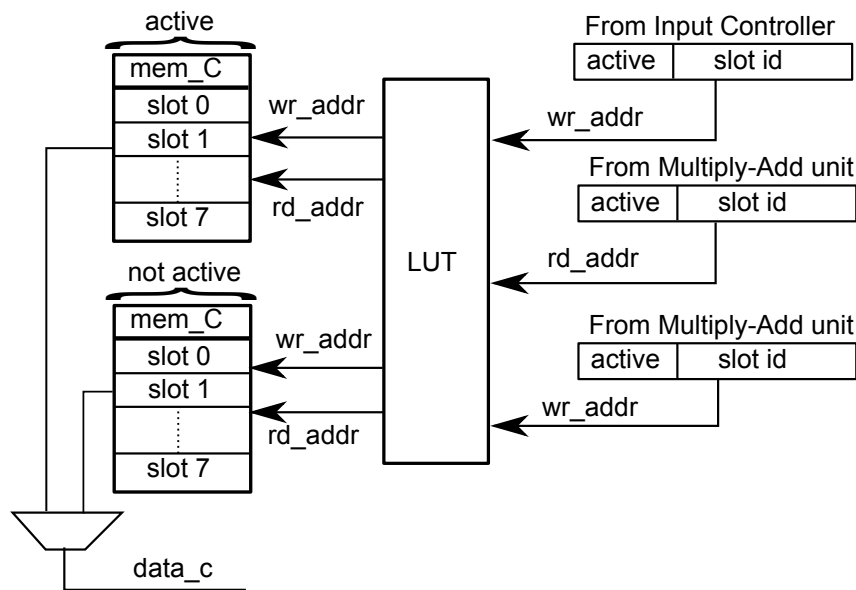 active
mem_C
slot 0
slot 1
slot 7
wr_addr
rd_addr
not active
mem_C
slot 0
slot 1
slot 7
wr_addr
rd_addr
data_c
LUT
From Input Controller
active slot id
wr_addr
From Multiply-Add unit
active slot id
rd_addr
From Multiply-Add unit
active slot id
wr_addr